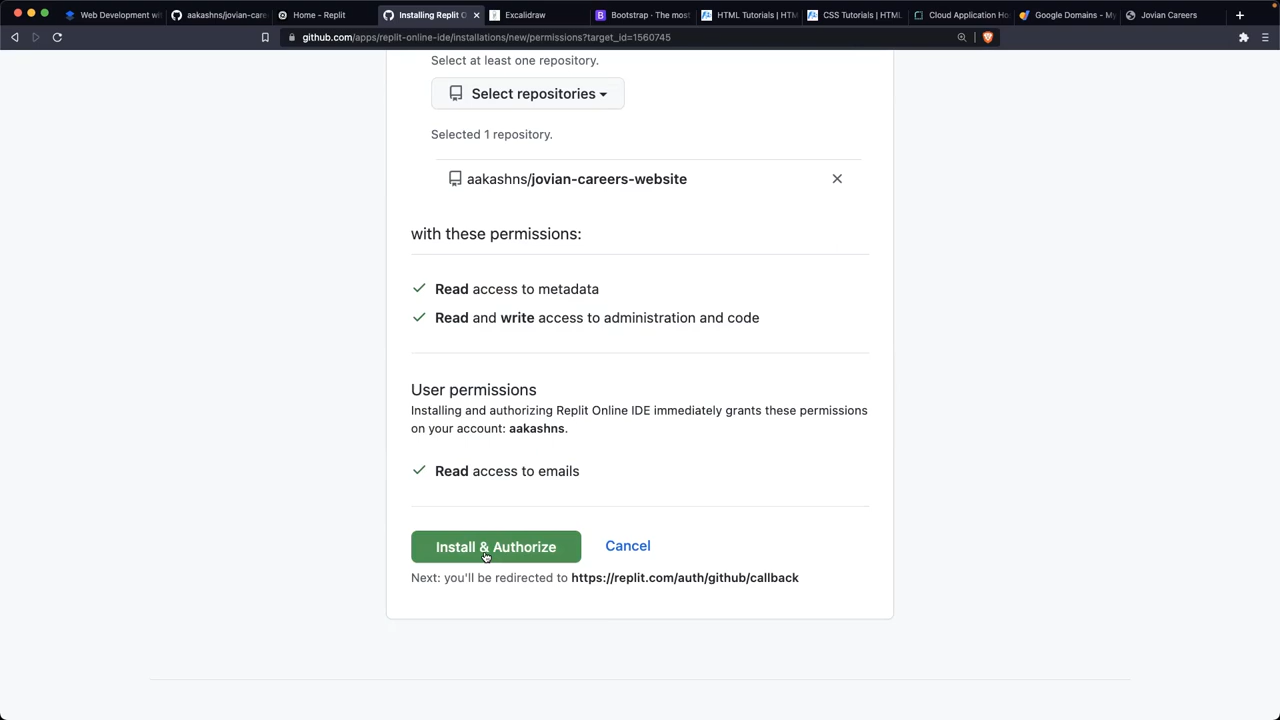 Web Development wit
aakashns/jovian-care
Home - Replit
Installing Replit O
Excalidraw
Bootstrap · The most
HTML Tutorials | HTM
CSS Tutorials | HTML
Cloud Application Ho
Google Domains - My
Jovian Careers
github.com/apps/replit-online-ide/installations/new/permissions?target_id=1560745
Select at least one repository.
Select repositories
Selected 1 repository.
aakashns/jovian-careers-website
with these permissions:
Read access to metadata
Read and write access to administration and code
User permissions
Installing and authorizing Replit Online IDE immediately grants these permissions
on your account: aakashns.
Read access to emails
Install & Authorize
Cancel
Next: you'll be redirected to https://replit.com/auth/github/callback